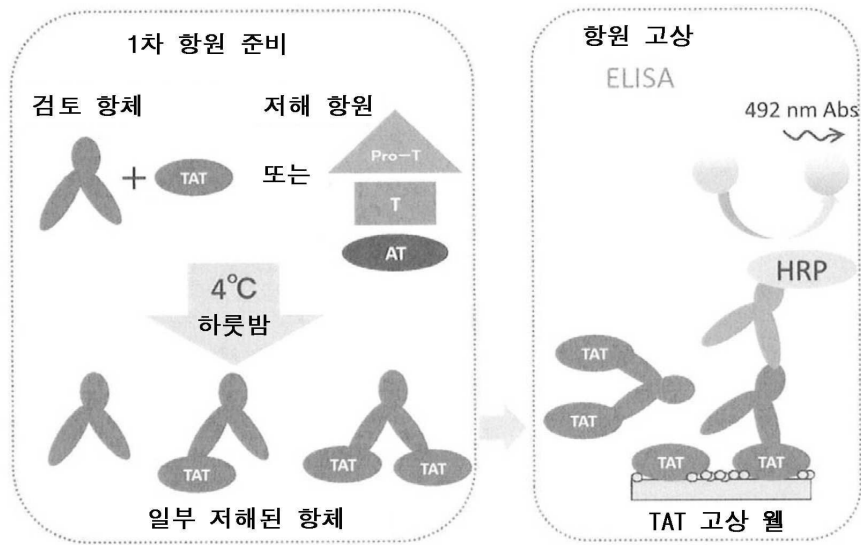 1차 항원 준비
검토 항체
저해 항원
TAT
또는
Pro-T
T
AT
4°C
하룻밤
TAT
TAT
TAT
일부 저해된 항체
항원 고상
ELISA
492 nm Abs
HRP
TAT
TAT
TAT
TAT
TAT 고상 웰